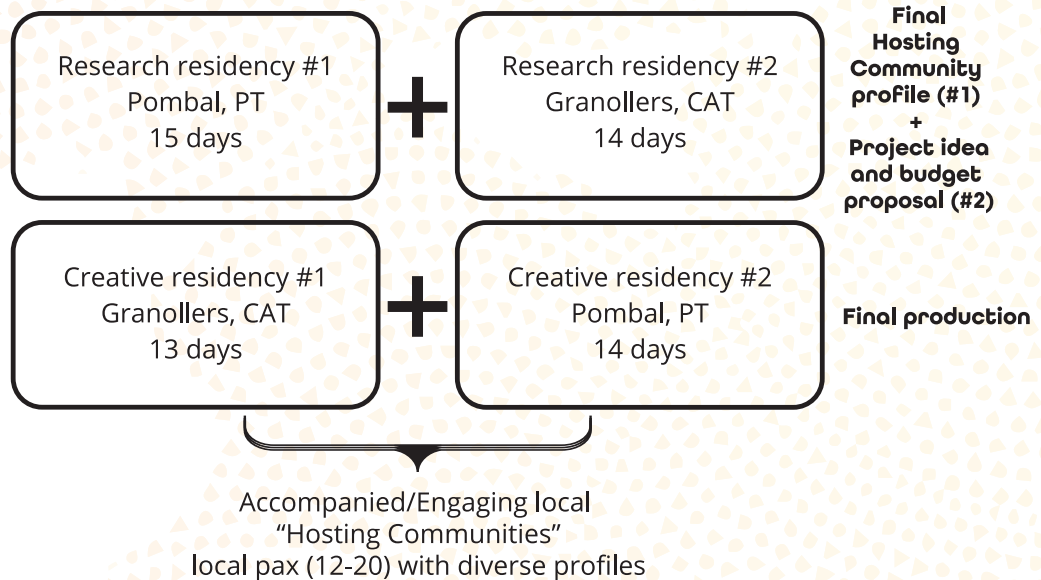 Research residency #1
Pombal, PT
15 days
+
Research residency #2
Granollers, CAT
14 days
Final
Hosting
Community
profile (#1)
+
Project idea
and budget
proposal (#2)
Creative residency #1
Granollers, CAT
13 days
+
Creative residency #2
Pombal, PT
14 days
Final production
Accompanied/Engaging local
“Hosting Communities”
local pax (12-20) with diverse profiles